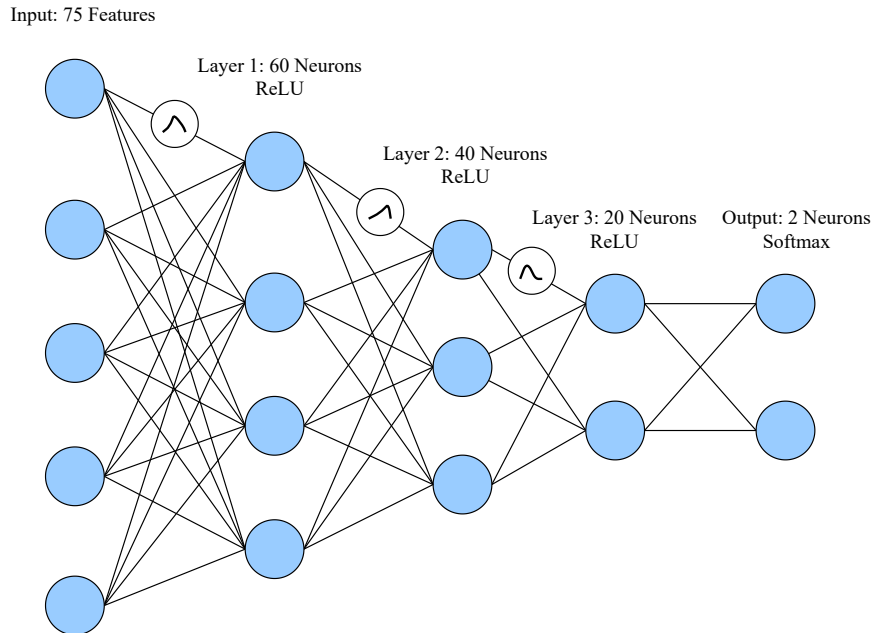 Input: 75 Features
Layer 1: 60 Neurons
ReLU
Layer 2: 40 Neurons
ReLU
Layer 3: 20 Neurons
ReLU
Output: 2 Neurons
Softmax